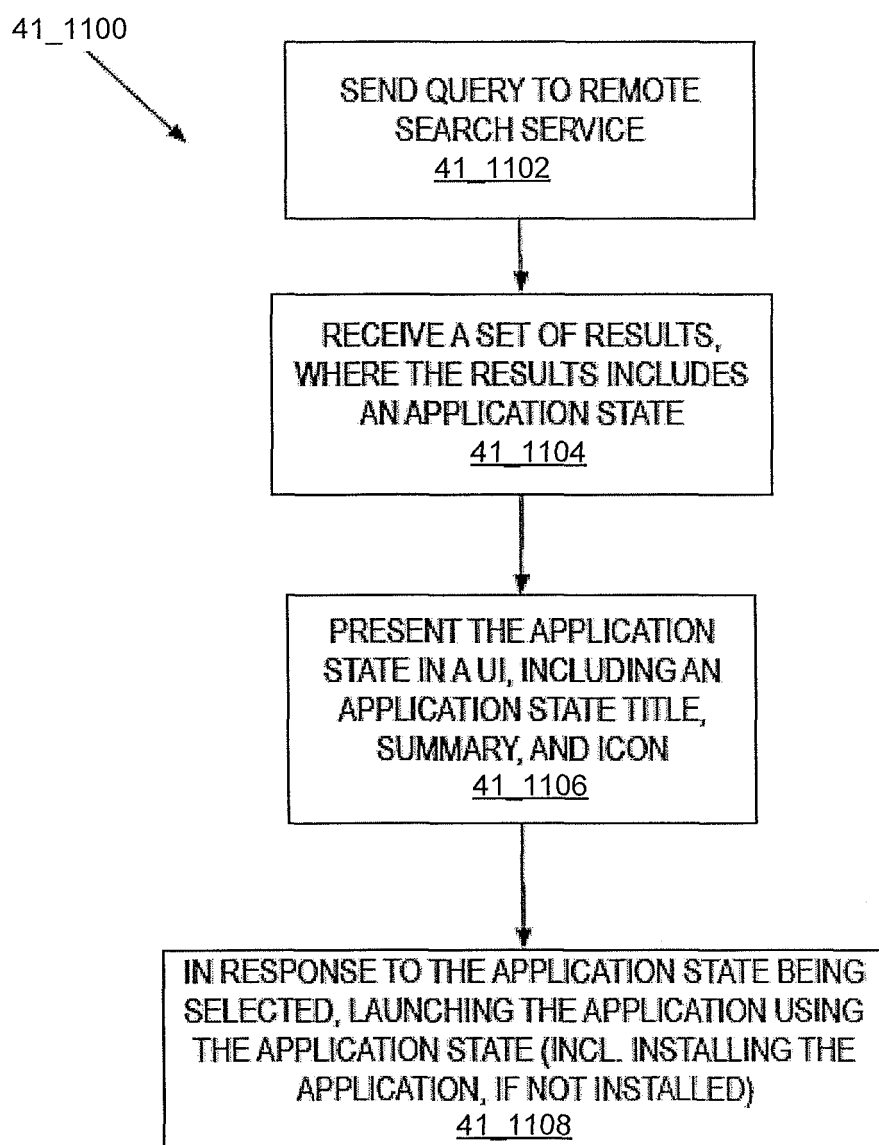 41_1100
SEND QUERY TO REMOTE
SEARCH SERVICE
41_1102
RECEIVE A SET OF RESULTS,
WHERE THE RESULTS INCLUDES
AN APPLICATION STATE
41_1104
PRESENT THE APPLICATION
STATE IN A UI, INCLUDING AN
APPLICATION STATE TITLE,
SUMMARY, AND ICON
41_1106
IN RESPONSE TO THE APPLICATION STATE BEING
SELECTED, LAUNCHING THE APPLICATION USING
THE APPLICATION STATE (INCL. INSTALLING THE
APPLICATION, IF NOT INSTALLED)
41_1108